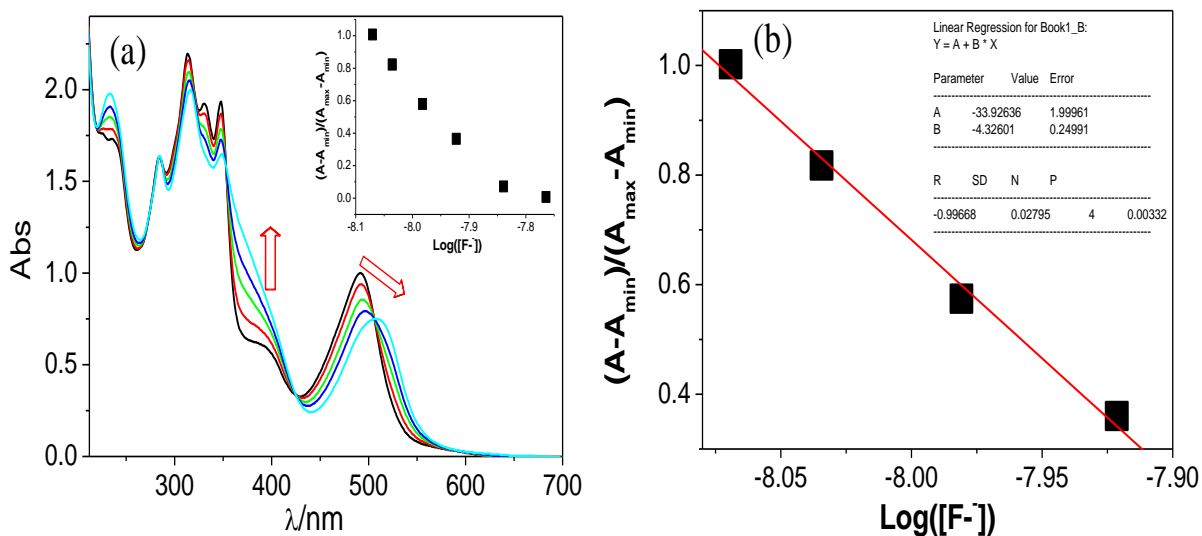 (a)
Abs
2.0
1.5
1.0
0.5
0.0
300
400
500
600
700
λ/nm
(A-A_min)/(A_max-A_min)
1.0
0.8
0.6
0.4
0.2
0.0
-8.1
-8.0
-7.9
-7.8
Log([F-⁻])
(b)
(A-A_min)/(A_max-A_min)
1.0
0.8
0.6
0.4
-8.05
-8.00
-7.95
-7.90
Log([F-⁻])
Linear Regression for Book1_B:
Y = A + B * X
Parameter Value Error
A -33.92636 1.99961
B -4.32601 0.24991
R SD N P
-0.99668 0.02795 4 0.00332